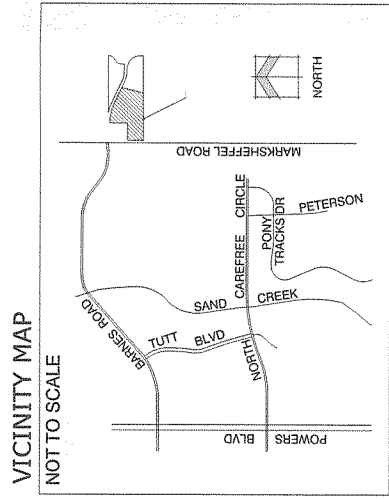 VICINITY MAP
NOT TO SCALE
BARNES ROAD
MARKSHEFFEL ROAD
TUTT BLVD
SAND CREEK
NORTH CAREFREE CIRCLE
PONY
TRACKS DR
PETERSON
POWERS
BLVD
NORTH